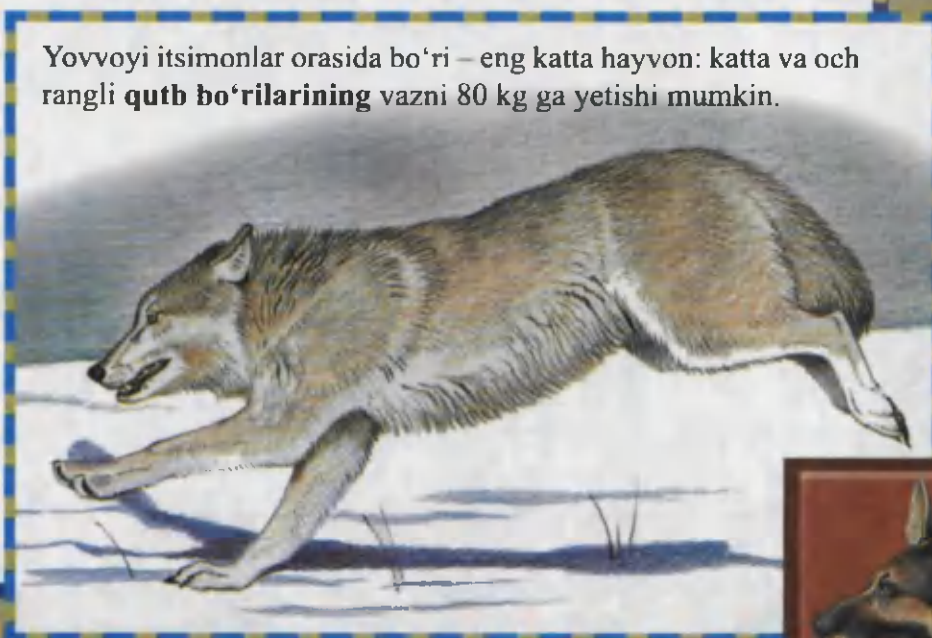 Yovvoyi itsimonlar orasida bo‘ri – eng katta hayvon: katta va och
rangli qutb bo‘rilarining vazni 80 kg ga yetishi mumkin.